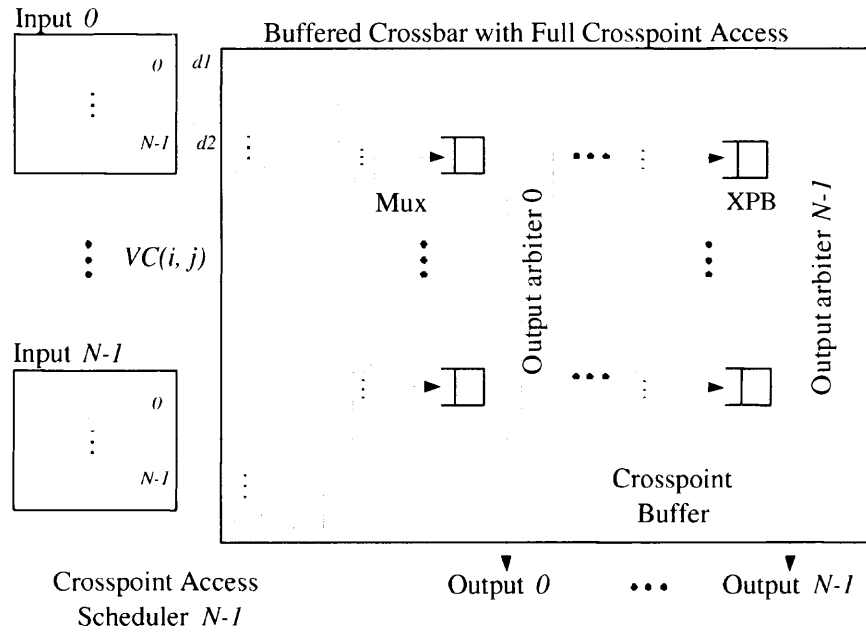 Input 0
Buffered Crossbar with Full Crosspoint Access
0
d1
N-1
d2
Mux
XPB
Output arbiter 0
Output arbiter N-1
VC(i, j)
Input N-1
0
N-1
Crosspoint
Buffer
Crosspoint Access
Scheduler N-1
Output 0
Output N-1